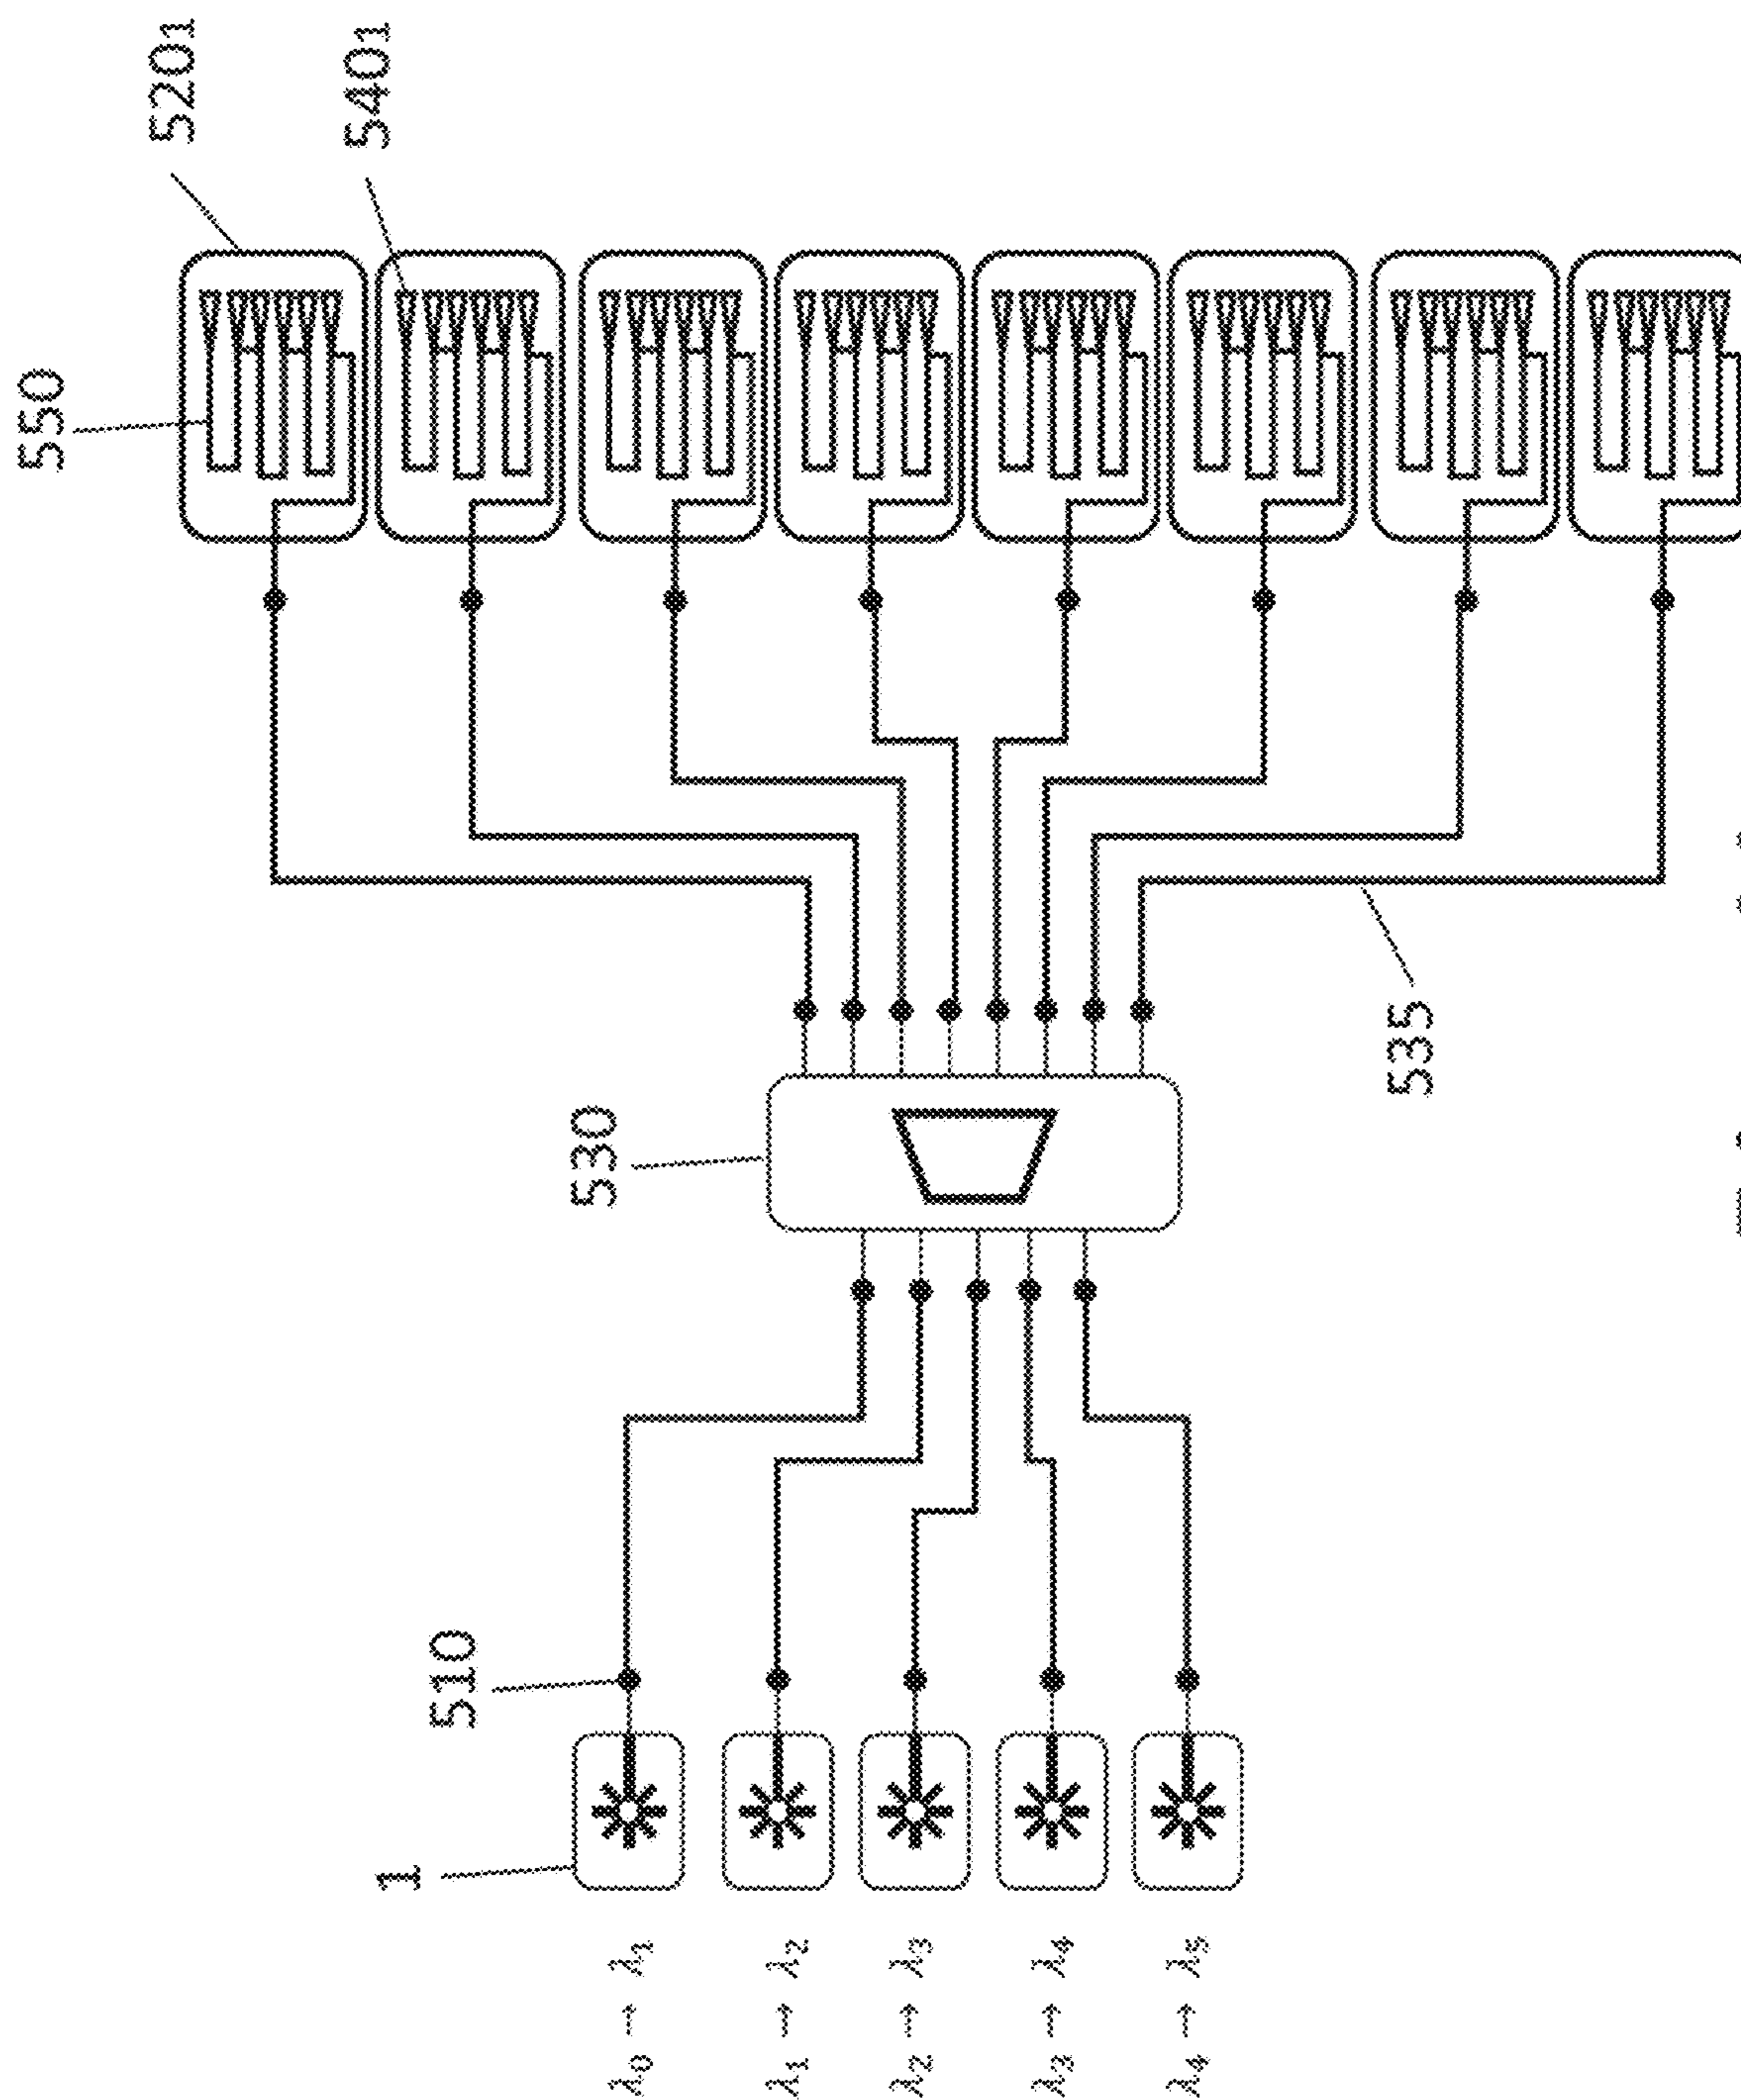 520₁
540₁
550
530
535
510
1
λ₀ → λ₁
λ₁ → λ₂
λ₂ → λ₃
λ₃ → λ₄
λ₄ → λ₅